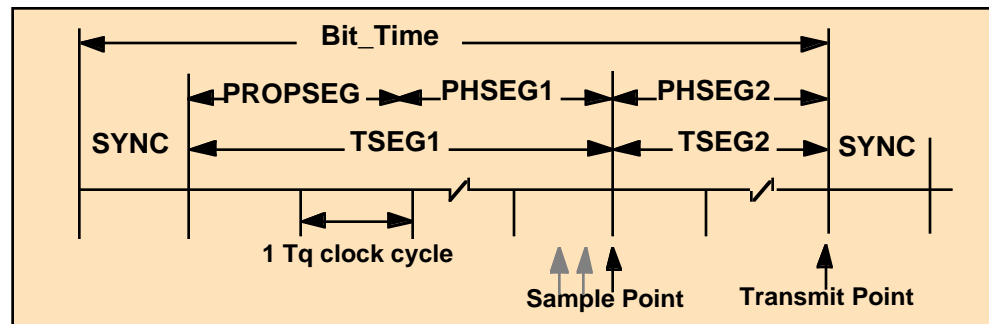 Bit_Time
PROPSEG PHSEG1 PHSEG2
SYNC TSEG1 TSEG2 SYNC
1 Tq clock cycle
Sample Point Transmit Point